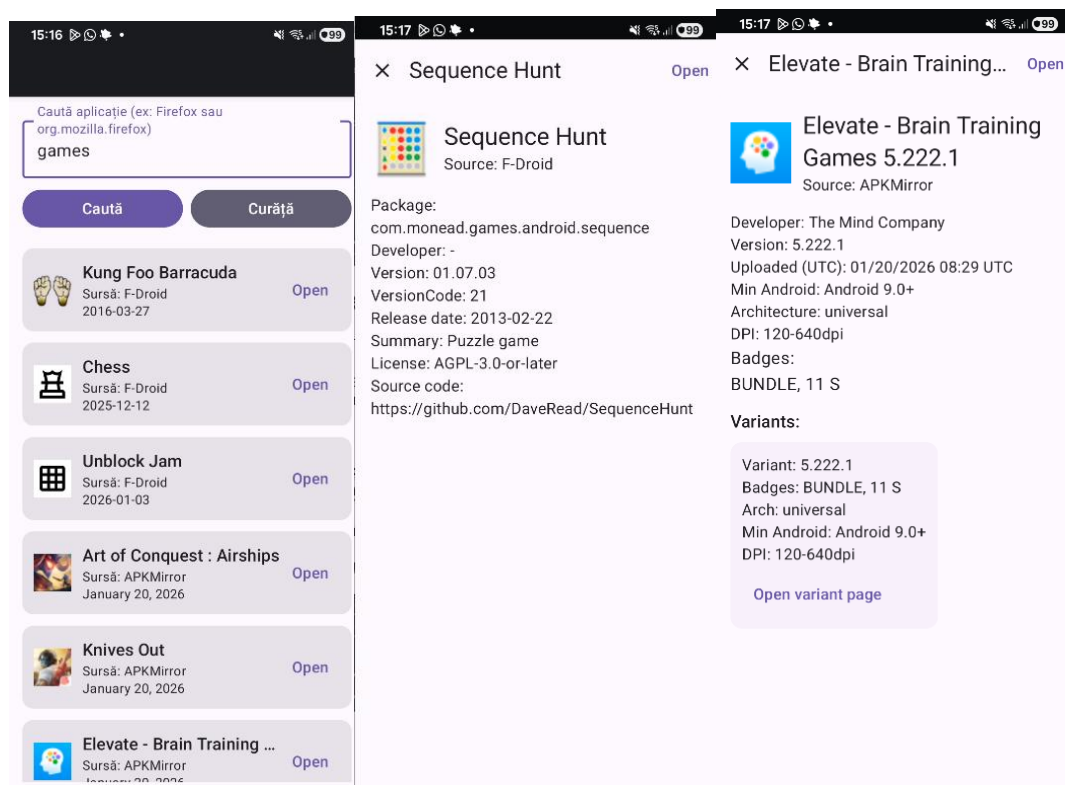 15:16
99
Caută aplicație (ex: Firefox sau
org.mozilla.firefox)
games
Caută
Curăță
Kung Foo Barracuda
Sursă: F-Droid
2016-03-27
Open
Chess
Sursă: F-Droid
2025-12-12
Open
Unblock Jam
Sursă: F-Droid
2026-01-03
Open
Art of Conquest : Airships
Sursă: APKMirror
January 20, 2026
Open
Knives Out
Sursă: APKMirror
January 20, 2026
Open
Elevate - Brain Training ...
Sursă: APKMirror
January 20, 2026
Open
15:17
99
Sequence Hunt
Open
Sequence Hunt
Source: F-Droid
Package:
com.monead.games.android.sequence
Developer: -
Version: 01.07.03
VersionCode: 21
Release date: 2013-02-22
Summary: Puzzle game
License: AGPL-3.0-or-later
Source code:
https://github.com/DaveRead/SequenceHunt
15:17
99
Elevate - Brain Training...
Open
Elevate - Brain Training
Games 5.222.1
Source: APKMirror
Developer: The Mind Company
Version: 5.222.1
Uploaded (UTC): 01/20/2026 08:29 UTC
Min Android: Android 9.0+
Architecture: universal
DPI: 120-640dpi
Badges:
BUNDLE, 11 S
Variants:
Variant: 5.222.1
Badges: BUNDLE, 11 S
Arch: universal
Min Android: Android 9.0+
DPI: 120-640dpi
Open variant page